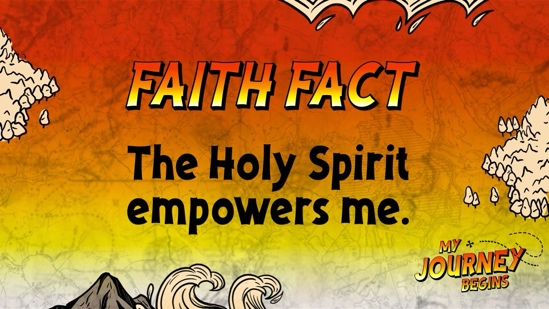 FAITH FACT
The Holy Spirit
empowers me.
MY
JOURNEY
BEGINS